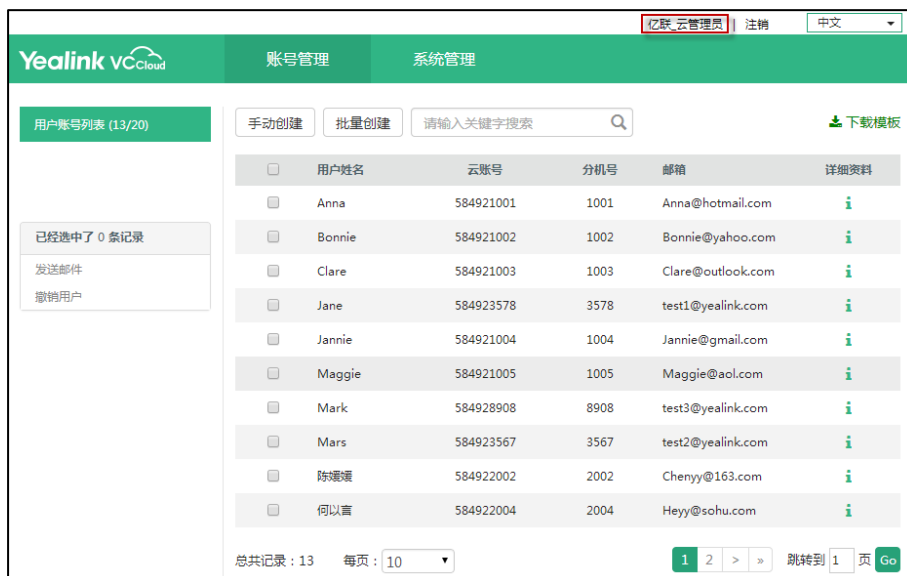 亿联_云管理员 | 注销 中文
Yealink VCCloud 账号管理 系统管理
用户账号列表 (13/20)
手动创建 批量创建 请输入关键字搜索 下载模板
用户姓名 云账号 分机号 邮箱 详细资料
Anna 584921001 1001 Anna@hotmail.com
Bonnie 584921002 1002 Bonnie@yahoo.com
Clare 584921003 1003 Clare@outlook.com
Jane 584923578 3578 test1@yealink.com
Jannie 584921004 1004 Jannie@gmail.com
Maggie 584921005 1005 Maggie@aol.com
Mark 584928908 8908 test3@yealink.com
Mars 584923567 3567 test2@yealink.com
陈媛媛 584922002 2002 Chenyy@163.com
何以言 584922004 2004 Heyy@sohu.com
已经选中了 0 条记录
发送邮件
撤销用户
总共记录：13 每页：10 1 2 > » 跳转到 1 页 Go